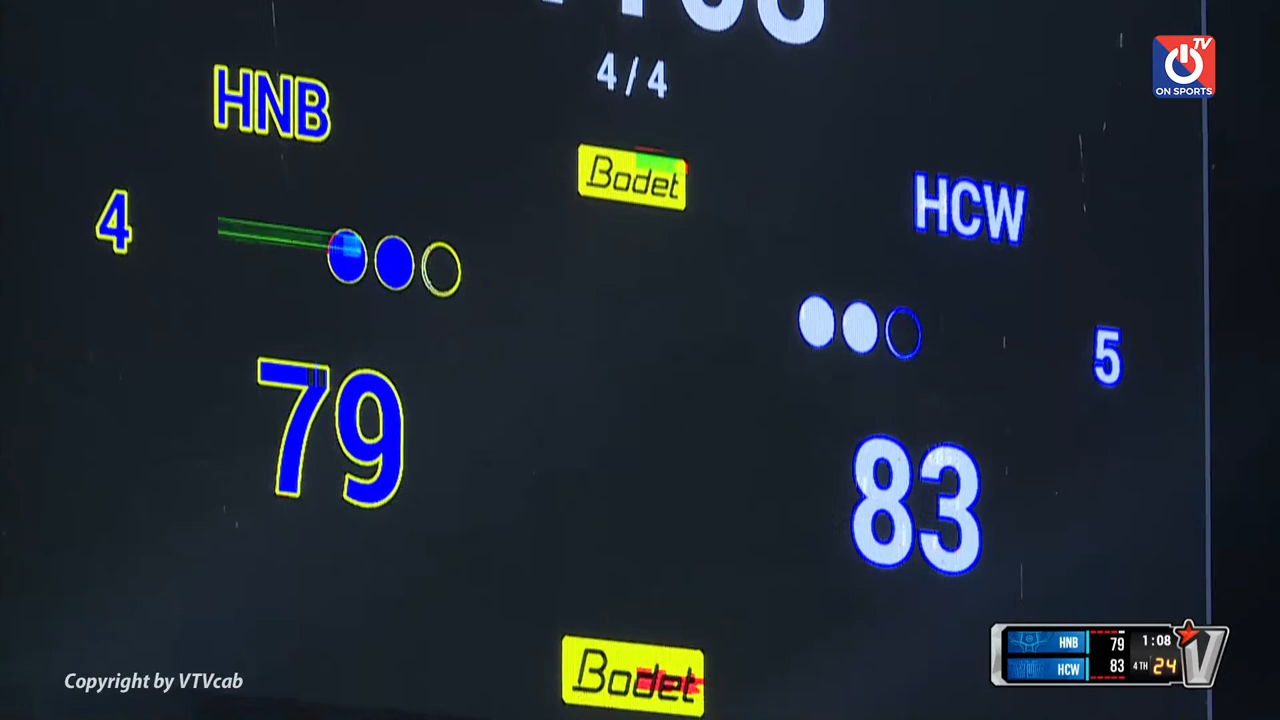 4/4
HNB
Bodet
HCW
4
5
79
83
Bodet
TV
ON SPORTS
HNB 79 1:08
HCW 83 4TH 24
V
Copyright by VTVcab